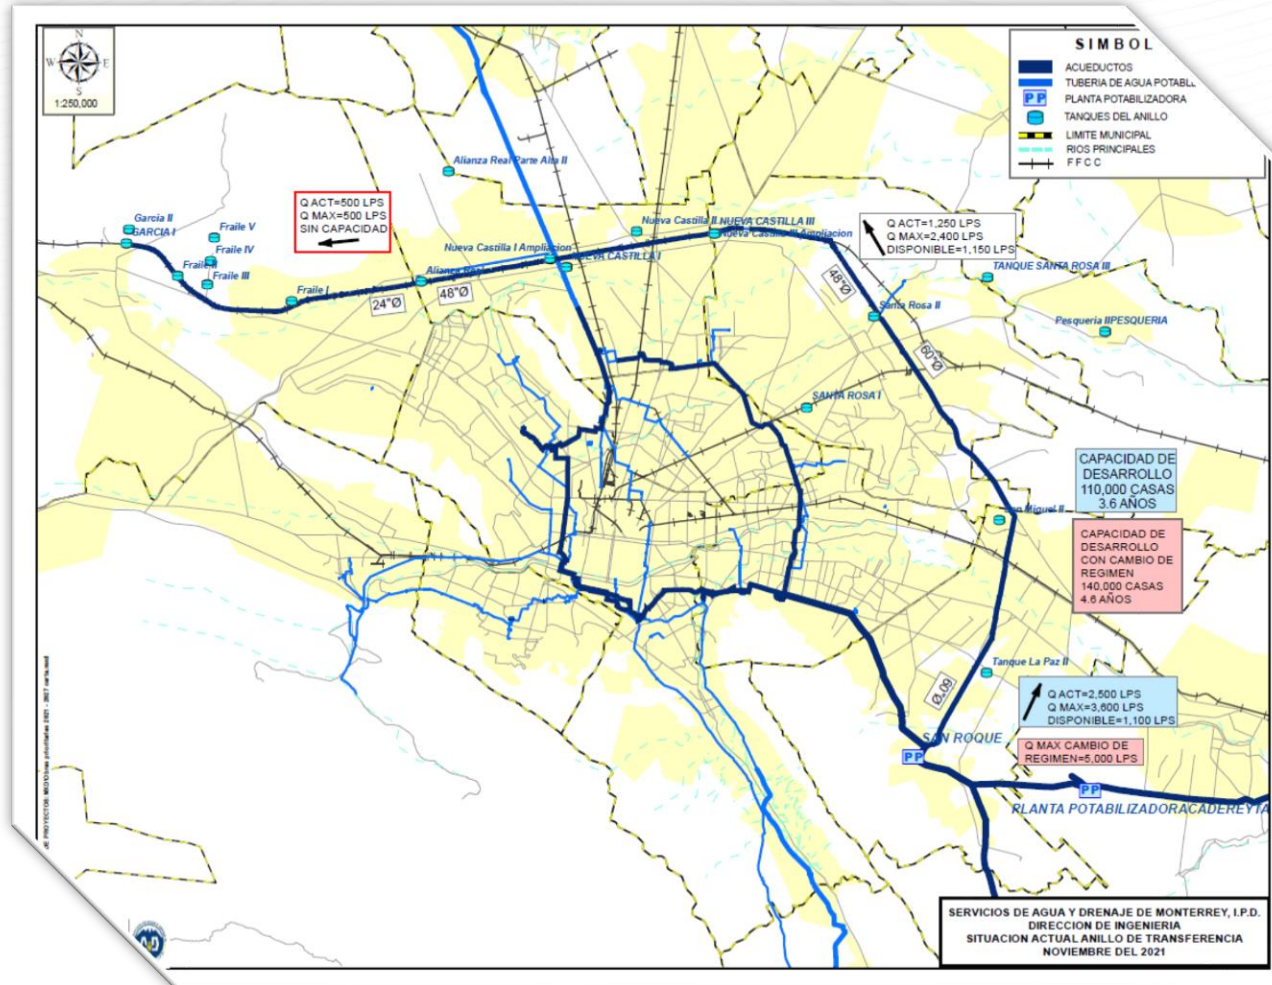 N
W E
S
1:250,000
SIMBOL
ACUEDUCTOS
TUBERIA DE AGUA POTABL
PP PLANTA POTABILIZADORA
TANQUES DEL ANILLO
LIMITE MUNICIPAL
RIOS PRINCIPALES
FFCC
Alianza Real Parte Alta II
Q ACT=500 LPS
Q MAX=500 LPS
SIN CAPACIDAD
Garcia II
GARCIA I
Fraile V
Fraile IV
Fraile III
Fraile I
Nueva Castilla I Ampliacion
Nueva Castilla II
NUEVA CASTILLA III
24"Ø
48"Ø
Q ACT=1,250 LPS
Q MAX=2,400 LPS
DISPONIBLE=1,150 LPS
48"Ø
TANQUE SANTA ROSA III
Santa Rosa II
Pesqueria IIPESQUERIA
60"Ø
SANTA ROSA I
CAPACIDAD DE
DESARROLLO
110,000 CASAS
3.6 AÑOS
CAPACIDAD DE
DESARROLLO
CON CAMBIO DE
REGIMEN
140,000 CASAS
4.6 AÑOS
Tanque La Paz II
60"Ø
Q ACT=2,500 LPS
Q MAX=3,600 LPS
DISPONIBLE=1,100 LPS
SAN ROQUE
PP
Q MAX CAMBIO DE
REGIMEN=5,000 LPS
PP
PLANTA POTABILIZADORACADEREYTA
SERVICIOS DE AGUA Y DRENAJE DE MONTERREY, I.P.D.
DIRECCION DE INGENIERIA
SITUACION ACTUAL ANILLO DE TRANSFERENCIA
NOVIEMBRE DEL 2021